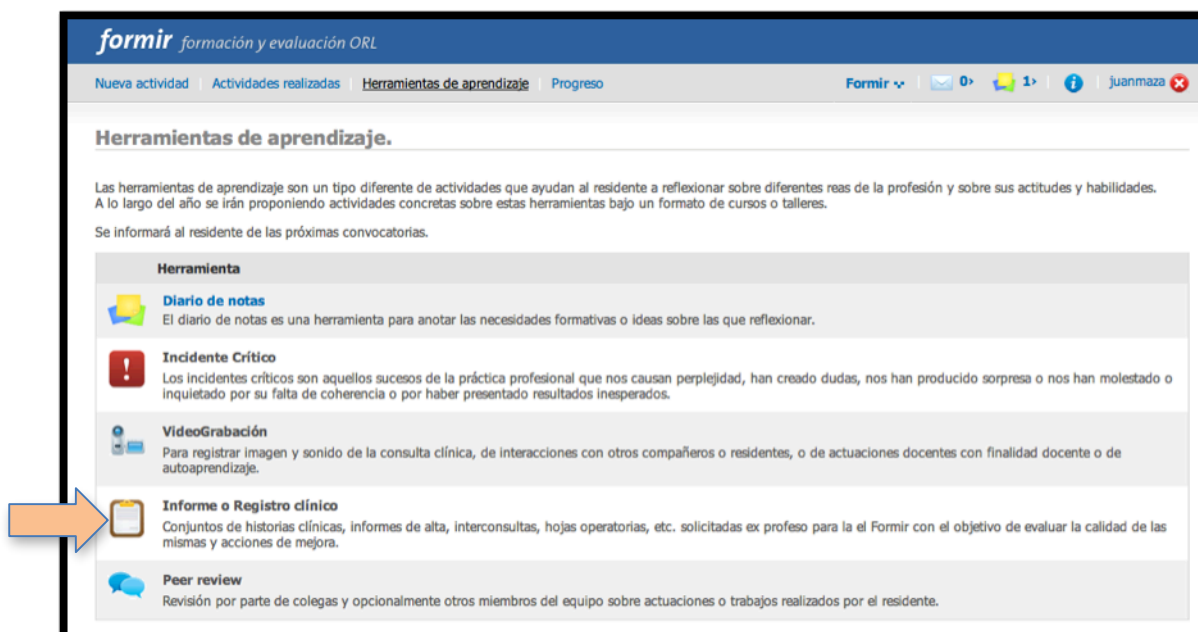 formir formación y evaluación ORL
Nueva actividad Actividades realizadas Herramientas de aprendizaje Progreso Formir 0 1 juanmaza
Herramientas de aprendizaje.
Las herramientas de aprendizaje son un tipo diferente de actividades que ayudan al residente a reflexionar sobre diferentes reas de la profesión y sobre sus actitudes y habilidades.
A lo largo del año se irán proponiendo actividades concretas sobre estas herramientas bajo un formato de cursos o talleres.
Se informará al residente de las próximas convocatorias.
Herramienta
Diario de notas
El diario de notas es una herramienta para anotar las necesidades formativas o ideas sobre las que reflexionar.
Incidente Crítico
Los incidentes críticos son aquellos sucesos de la práctica profesional que nos causan perplejidad, han creado dudas, nos han producido sorpresa o nos han molestado o
inquietado por su falta de coherencia o por haber presentado resultados inesperados.
VideoGrabación
Para registrar imagen y sonido de la consulta clínica, de interacciones con otros compañeros o residentes, o de actuaciones docentes con finalidad docente o de
autoaprendizaje.
Informe o Registro clínico
Conjuntos de historias clínicas, informes de alta, interconsultas, hojas operatorias, etc. solicitadas ex profeso para la el Formir con el objetivo de evaluar la calidad de las
mismas y acciones de mejora.
Peer review
Revisión por parte de colegas y opcionalmente otros miembros del equipo sobre actuaciones o trabajos realizados por el residente.